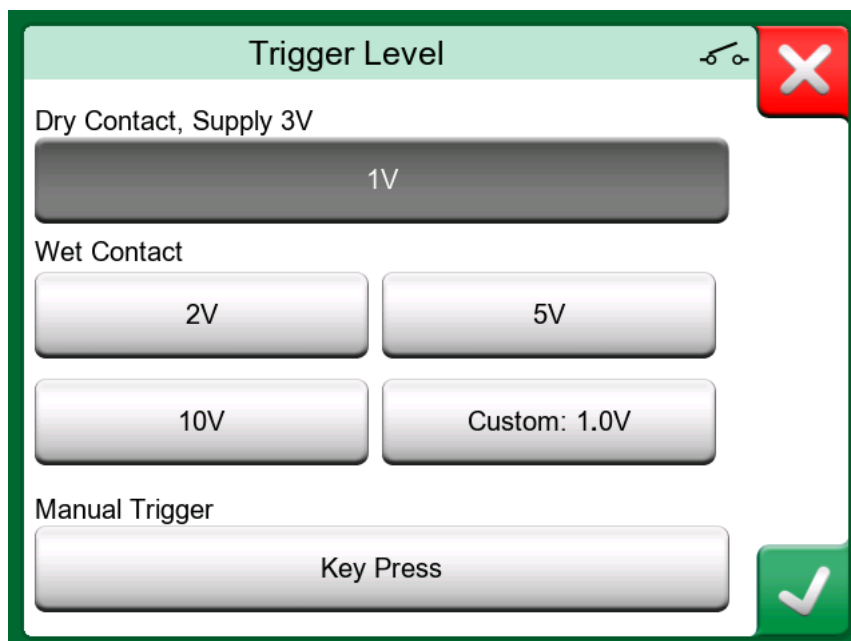 Trigger Level
Dry Contact, Supply 3V
1V
Wet Contact
2V 5V
10V Custom: 1.0V
Manual Trigger
Key Press